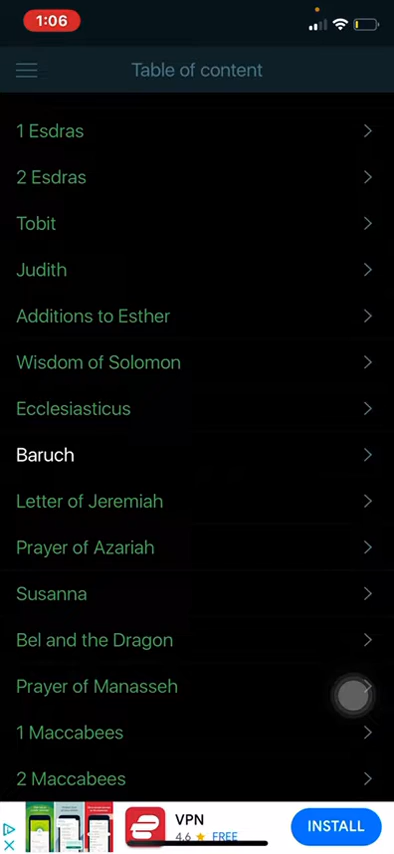 1:06
Table of content
1 Esdras
2 Esdras
Tobit
Judith
Additions to Esther
Wisdom of Solomon
Ecclesiasticus
Baruch
Letter of Jeremiah
Prayer of Azariah
Susanna
Bel and the Dragon
Prayer of Manasseh
1 Maccabees
2 Maccabees
VPN
4.6 ★ FREE
INSTALL